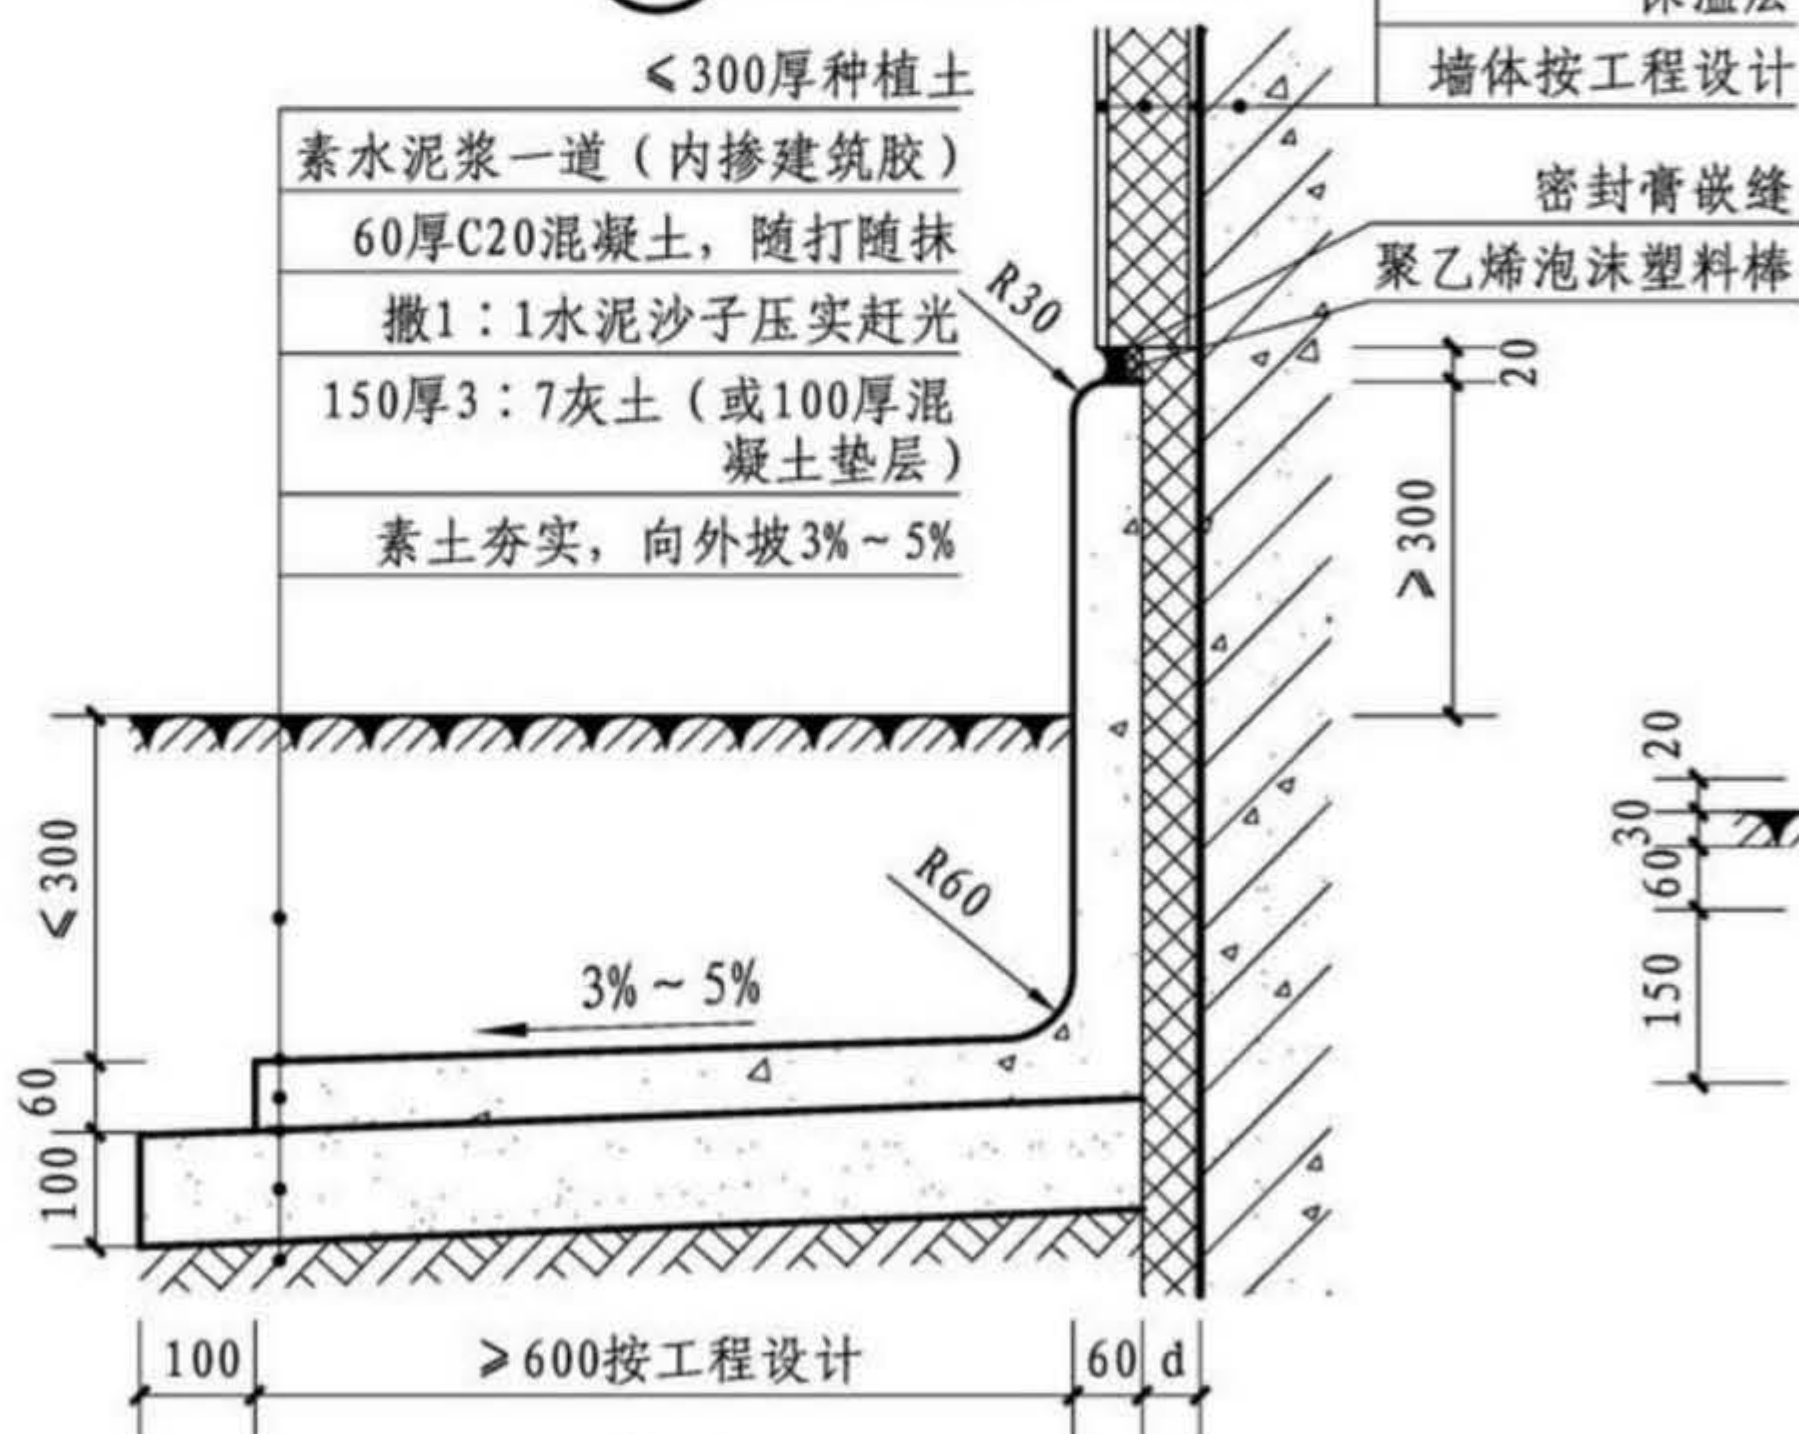 ≤300厚种植土
素水泥浆一道（内掺建筑胶）
60厚C20混凝土，随打随抹
撒1：1水泥沙子压实赶光
150厚3：7灰土（或100厚混
凝土垫层）
素土夯实，向外坡3%~5%
保温层
墙体按工程设计
密封膏嵌缝
聚乙烯泡沫塑料棒
R30
20
≥300
≤300
R60
3%~5%
60
100
20
30
60
150
100
≥600按工程设计
60
d